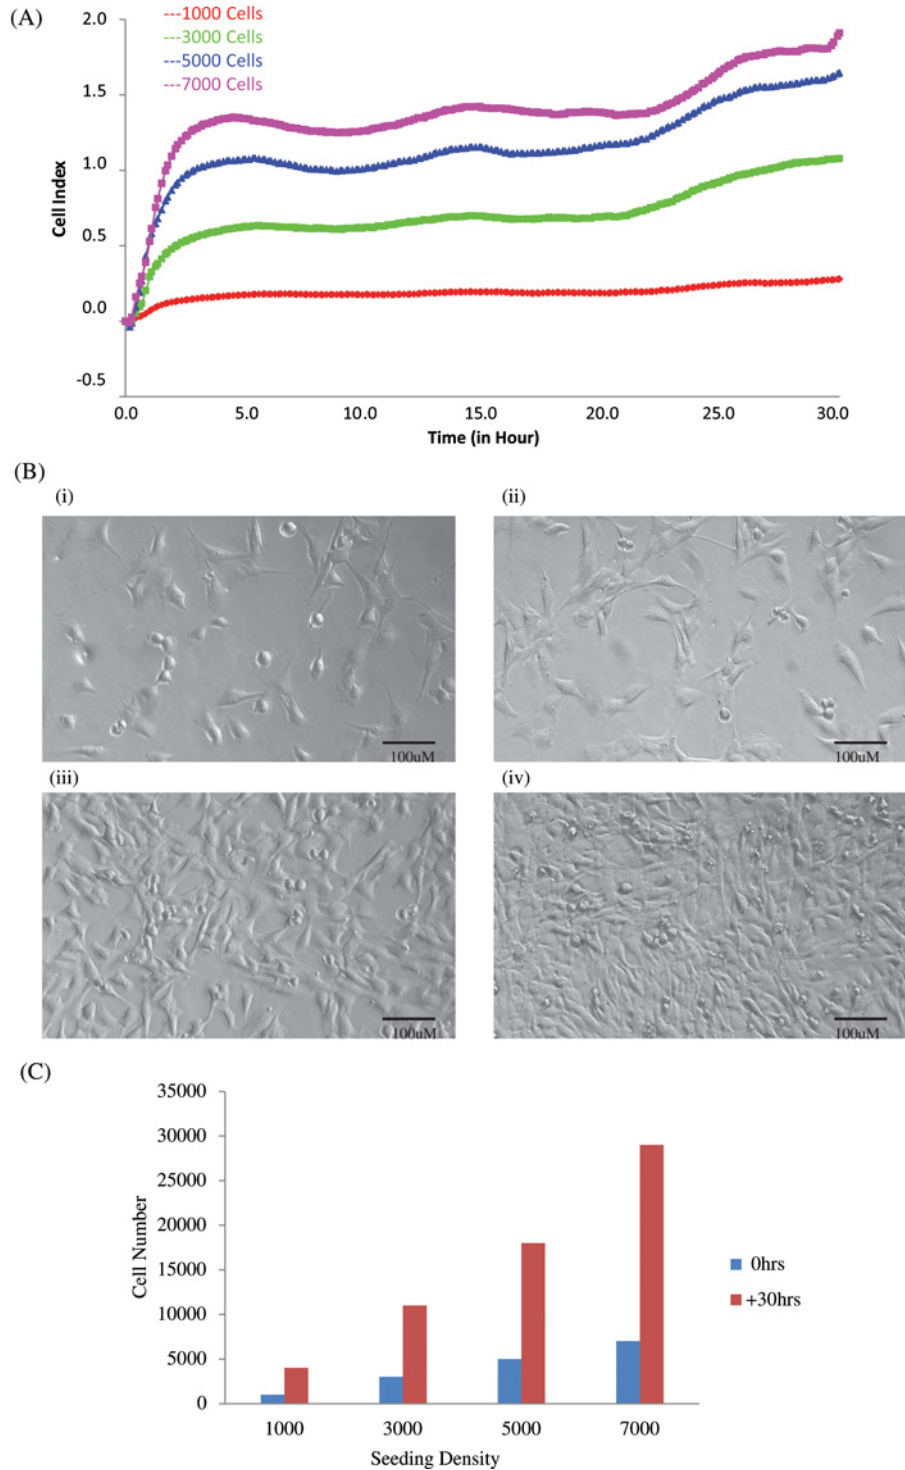 (A)
---1000 Cells
---3000 Cells
---5000 Cells
---7000 Cells
2.0
1.5
1.0
0.5
0.0
-0.5
Cell Index
0.0 5.0 10.0 15.0 20.0 25.0 30.0
Time (in Hour)
(B)
(i) (ii)
100uM 100uM
(iii) (iv)
100uM 100uM
(C)
35000
30000
25000
20000
15000
10000
5000
0
Cell Number
0hrs
+30hrs
1000 3000 5000 7000
Seeding Density